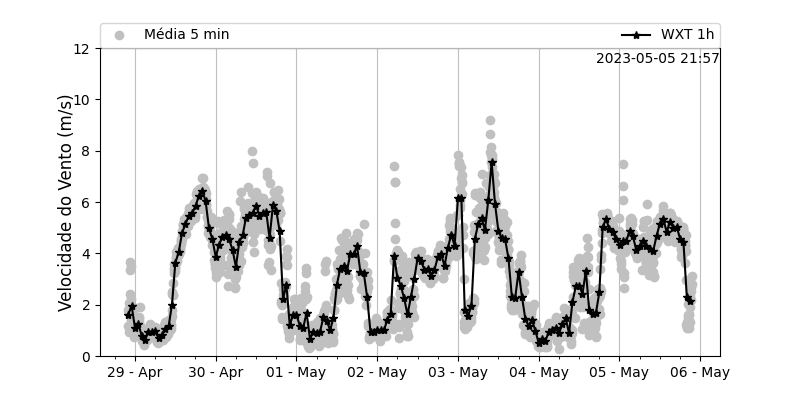 Média 5 min
WXT 1h
2023-05-05 21:57
Velocidade do Vento (m/s)
12
10
8
6
4
2
0
29 - Apr
30 - Apr
01 - May
02 - May
03 - May
04 - May
05 - May
06 - May